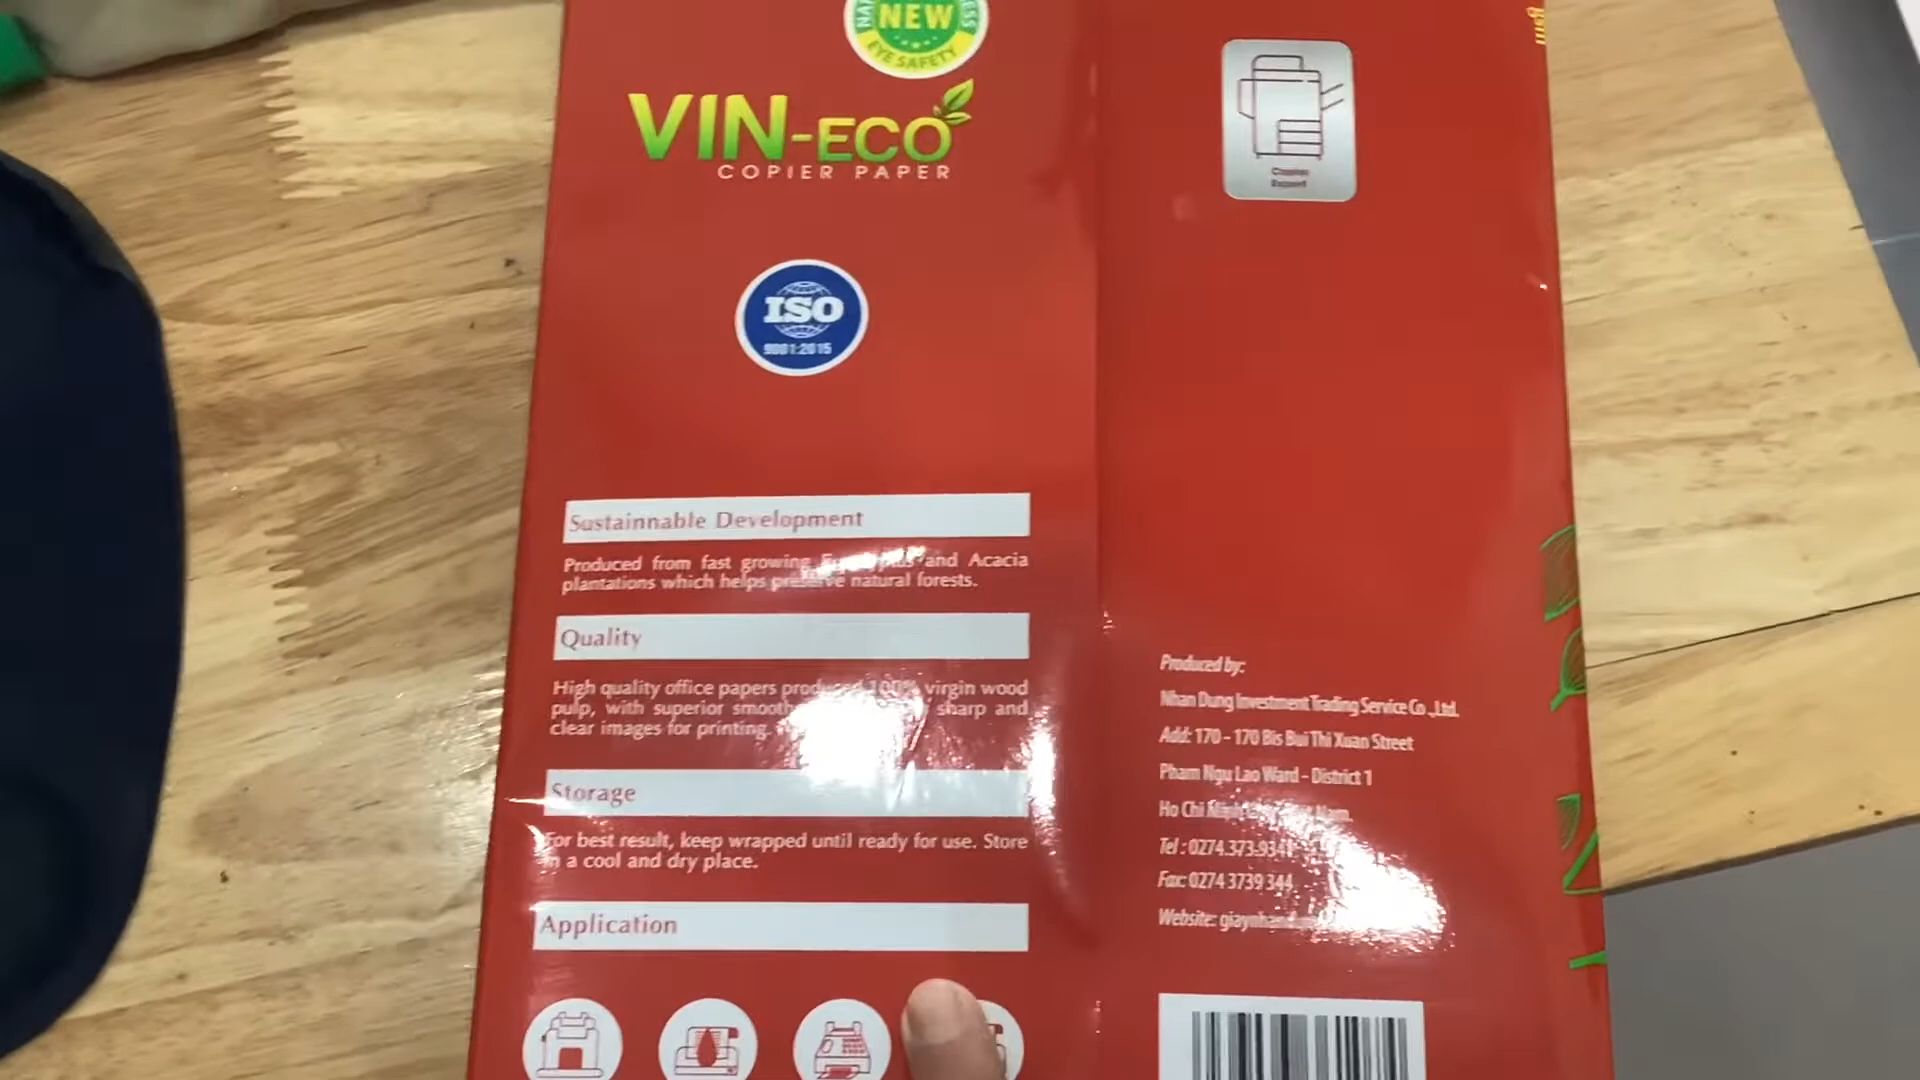 NEW
EYE SAFETY
VIN-ECO
COPIER PAPER
ISO
9001:2015
Sustainnable Development
Produced from fast growing and Acacia
plantations which helps preserve natural forests.
Quality
High quality office papers produced 100% virgin wood
pulp, with superior smooth sharp and
clear images for printing.
Storage
For best result, keep wrapped until ready for use. Store
in a cool and dry place.
Application
Copier
Expert
Produced by:
Nhan Dung Investment Trading Service Co .,Ltd.
Add: 170 - 170 Bis Bui Thi Xuan Street
Pham Ngu Lao Ward - District 1
Ho Chi Minh Nam.
Tel : 0274.373.9341
Fax: 0274 3739 344
Website: